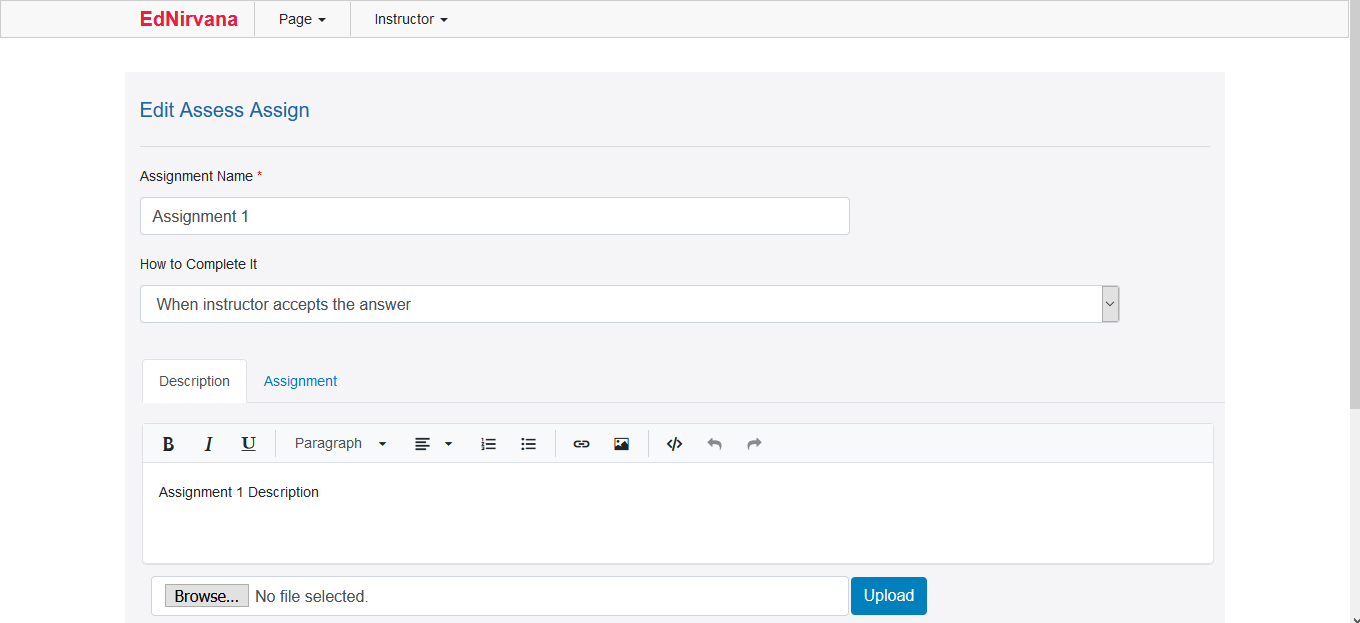 EdNirvana Page Instructor
Edit Assess Assign
Assignment Name *
Assignment 1
How to Complete It
When instructor accepts the answer
Description Assignment
B I U Paragraph
Assignment 1 Description
Browse... No file selected. Upload